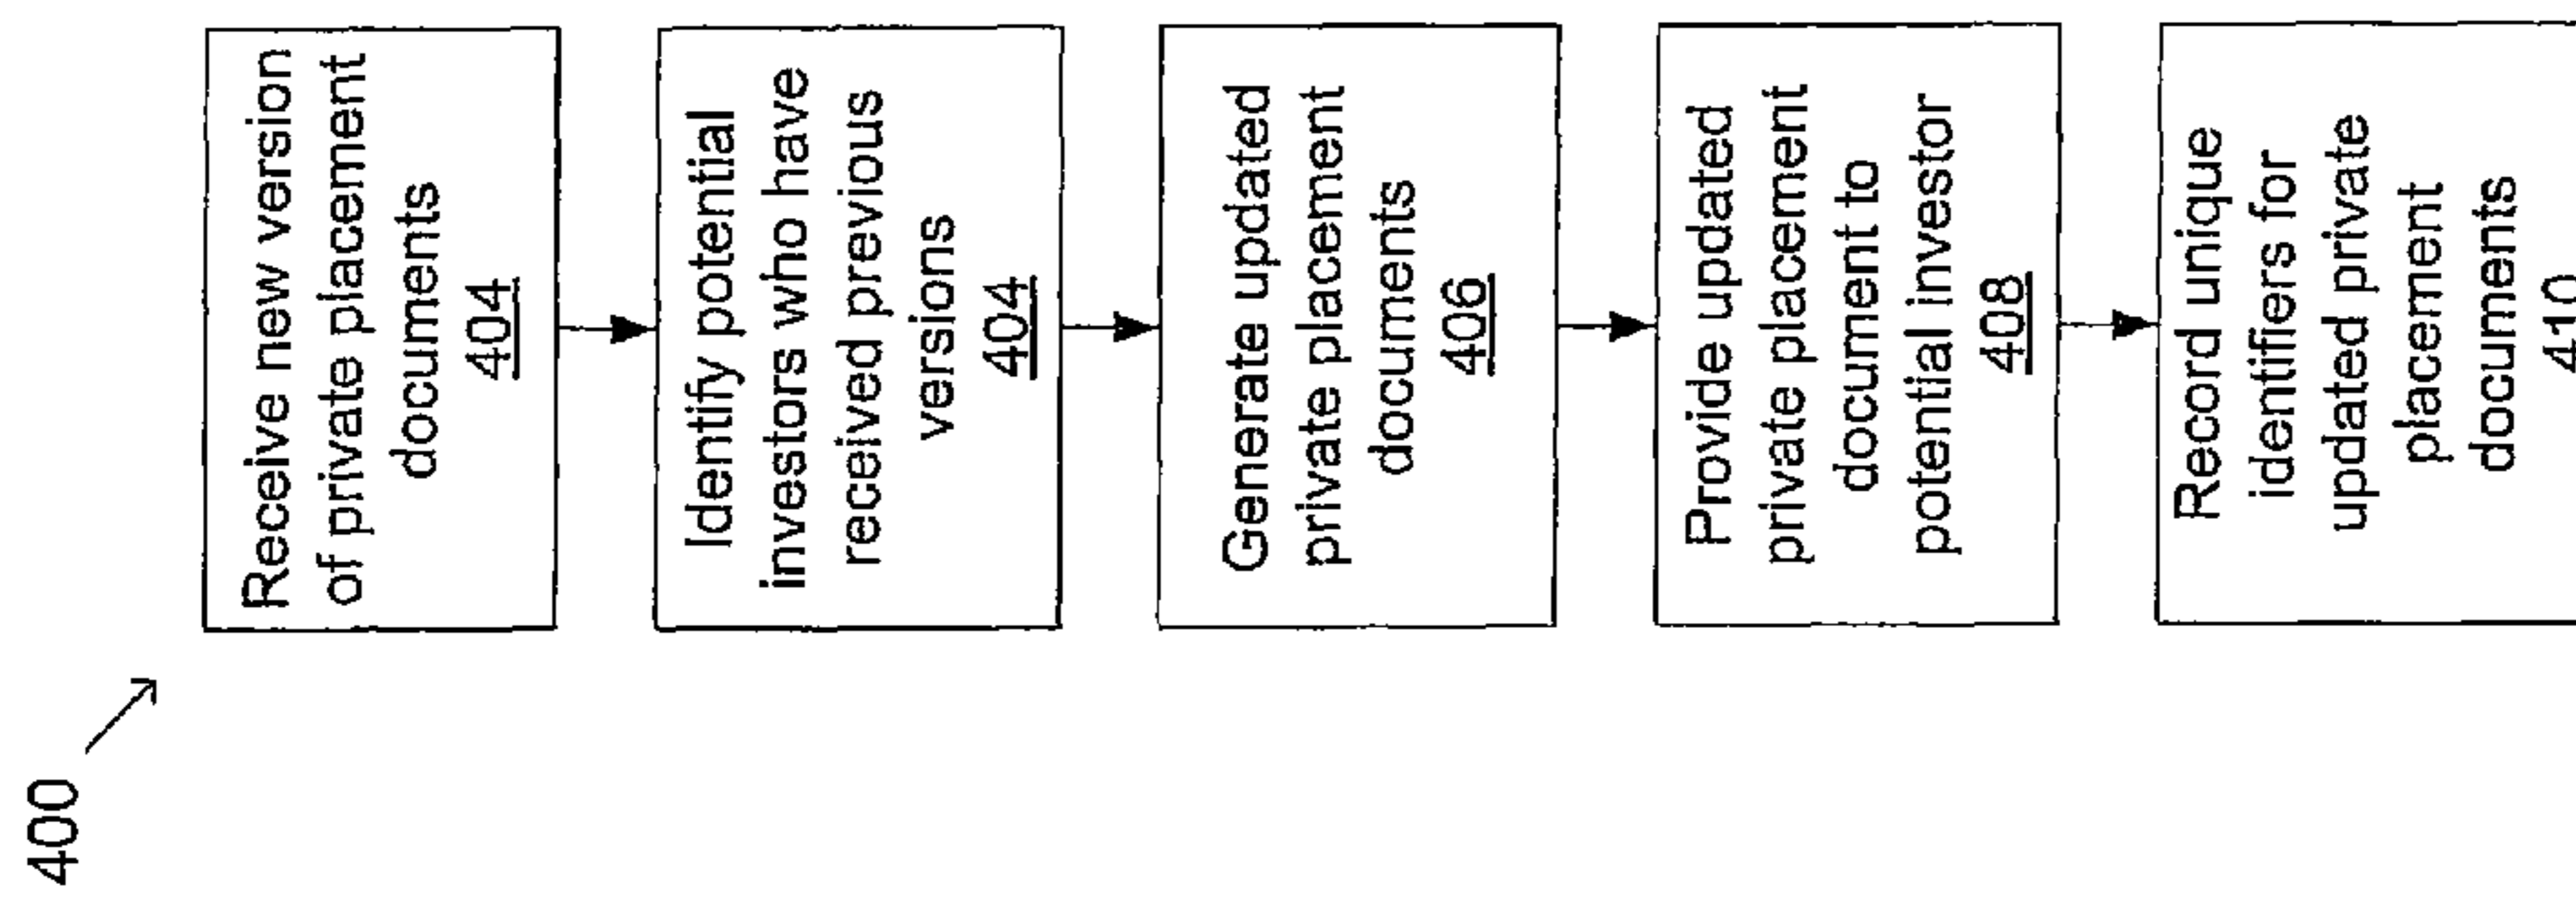 400
Receive new version
of private placement
documents
404
Identify potential
investors who have
received previous
versions
404
Generate updated
private placement
documents
406
Provide updated
private placement
document to
potential investor
408
Record unique
identifiers for
updated private
placement
documents
410